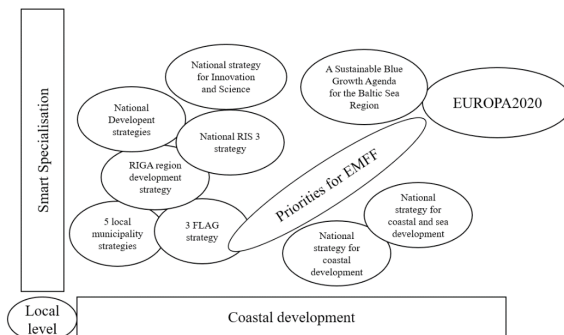 Smart Specialisation
National strategy
for Innovation
and Science
A Sustainable Blue
Growth Agenda
for the Baltic Sea
Region
EUROPA2020
National
Developent
strategies
National RIS 3
strategy
RIGA region
development
strategy
Priorities for EMFF
5 local
municipality
strategies
3 FLAG
strategy
National
strategy for
coastal and sea
development
National
strategy for
coastal
development
Local
level
Coastal development